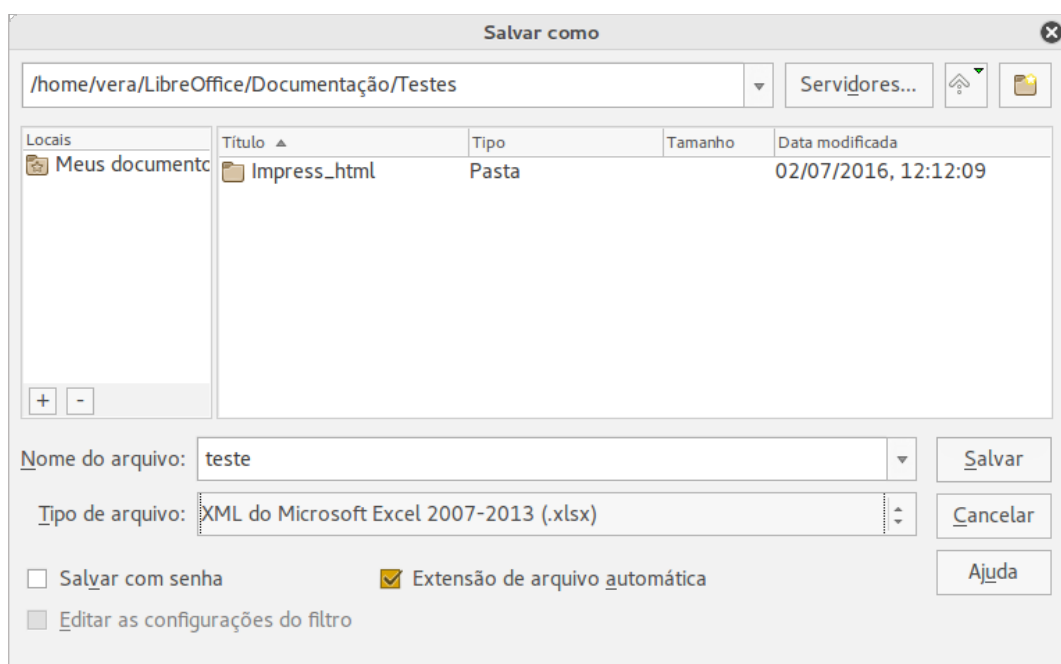 Salvar como
/home/vera/LibreOffice/Documentação/Testes
Servidores...
Locais
Título
Tipo
Tamanho
Data modificada
Meus documento
Impress_html
Pasta
02/07/2016, 12:12:09
+
-
Nome do arquivo:
teste
Salvar
Tipo de arquivo:
XML do Microsoft Excel 2007-2013 (.xlsx)
Cancelar
Salvar com senha
Extensão de arquivo automática
Ajuda
Editar as configurações do filtro